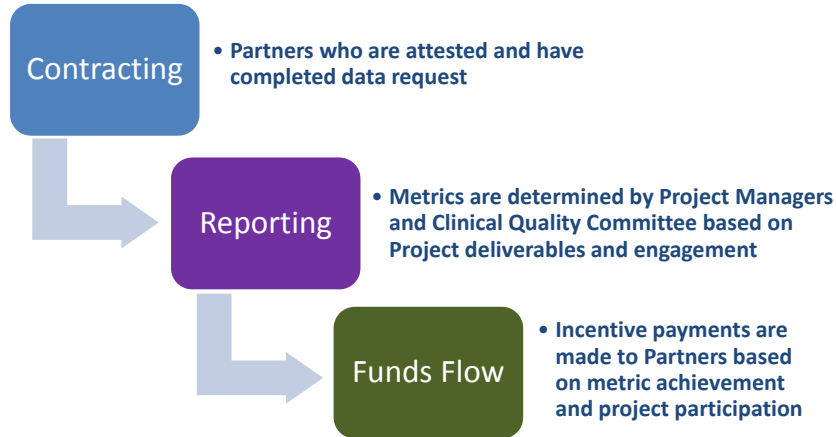 Contracting
• Partners who are attested and have
completed data request
Reporting
• Metrics are determined by Project Managers
and Clinical Quality Committee based on
Project deliverables and engagement
Funds Flow
• Incentive payments are
made to Partners based
on metric achievement
and project participation